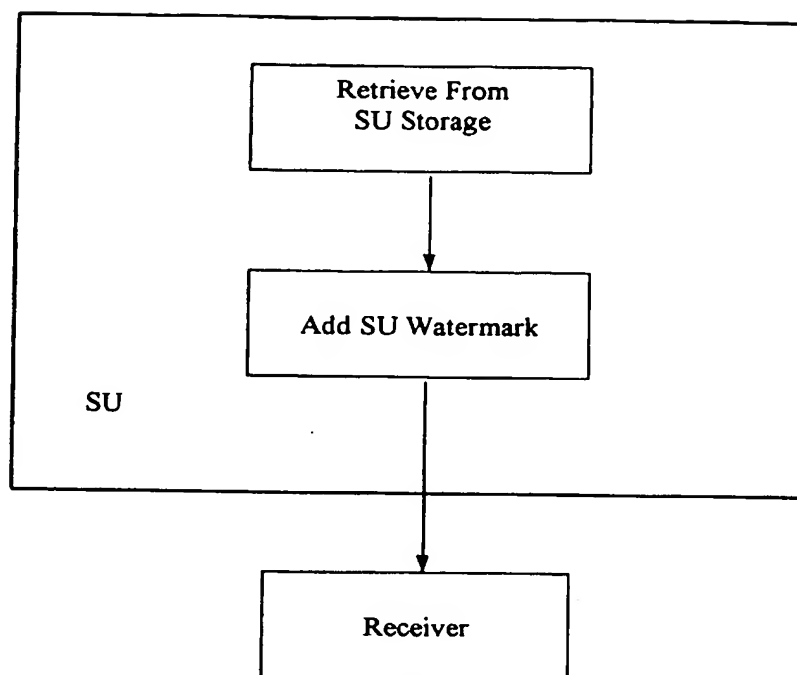 Retrieve From
SU Storage
Add SU Watermark
SU
Receiver